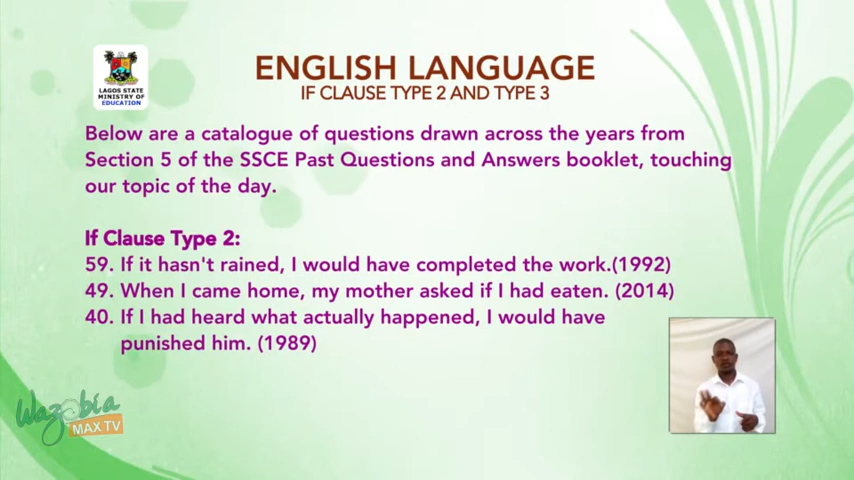 LAGOS STATE
MINISTRY OF
EDUCATION
ENGLISH LANGUAGE
IF CLAUSE TYPE 2 AND TYPE 3
Below are a catalogue of questions drawn across the years from
Section 5 of the SSCE Past Questions and Answers booklet, touching
our topic of the day.
If Clause Type 2:
59. If it hasn't rained, I would have completed the work.(1992)
49. When I came home, my mother asked if I had eaten. (2014)
40. If I had heard what actually happened, I would have
punished him. (1989)
Wazobia
MAX TV